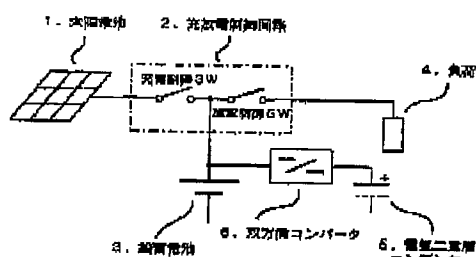 1．太陽電池
2．充放電制御回路
充電制御SW
放電制御SW
4．負荷
3．蓄電池
6．双方向コンバータ
5．電気二重層